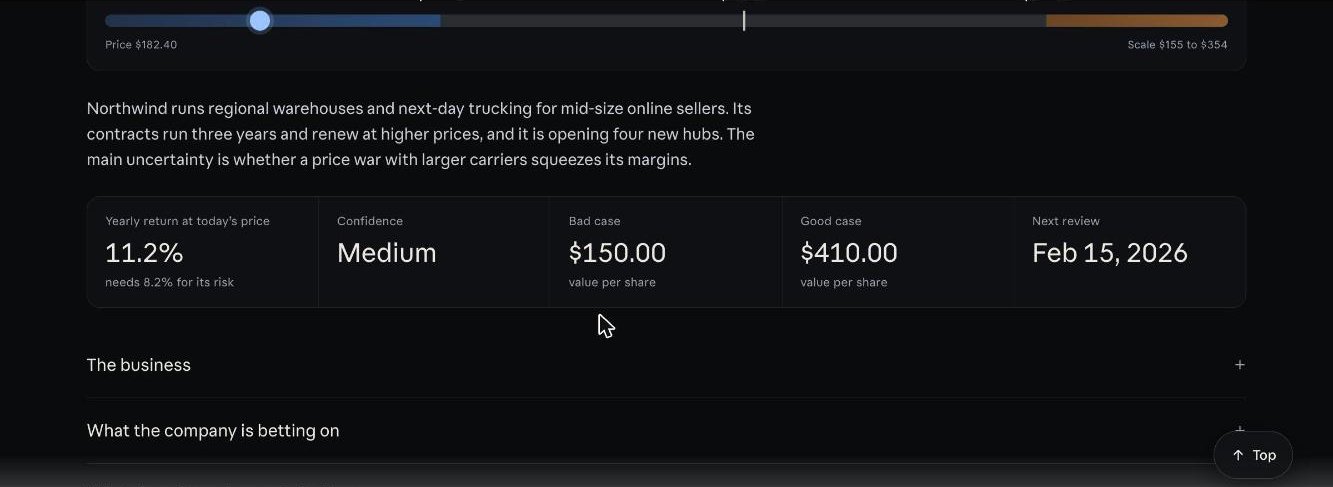 Price $182.40
Scale $155 to $354
Northwind runs regional warehouses and next-day trucking for mid-size online sellers. Its
contracts run three years and renew at higher prices, and it is opening four new hubs. The
main uncertainty is whether a price war with larger carriers squeezes its margins.
Yearly return at today's price
11.2%
needs 8.2% for its risk
Confidence
Medium
Bad case
$150.00
value per share
Good case
$410.00
value per share
Next review
Feb 15, 2026
The business
+
What the company is betting on
+
↑ Top